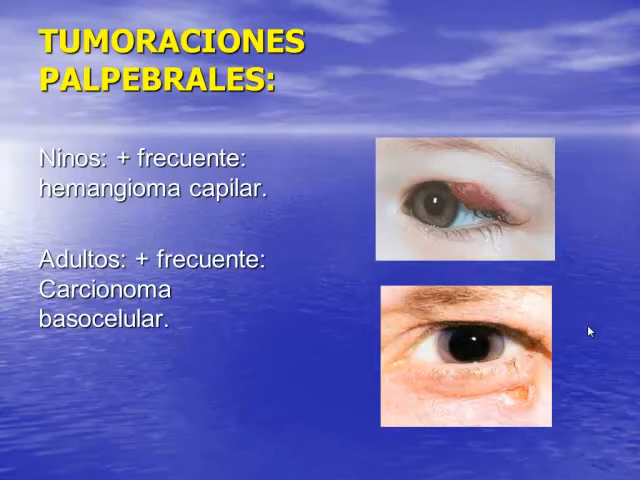 TUMORACIONES
PALPEBRALES:
Ninos: + frecuente:
hemangioma capilar.
Adultos: + frecuente:
Carcionoma
basocelular.